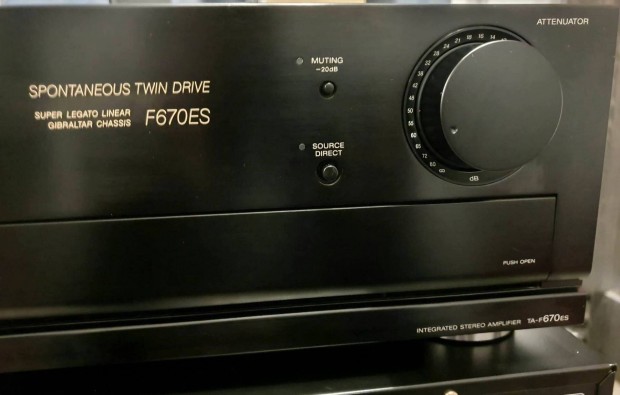 ATTENUATOR
MUTING
-20dB
SPONTANEOUS TWIN DRIVE
SUPER LEGATO LINEAR
GIBRALTAR CHASSIS
F670ES
SOURCE
DIRECT
dB
PUSH OPEN
INTEGRATED STEREO AMPLIFIER TA-F670ES